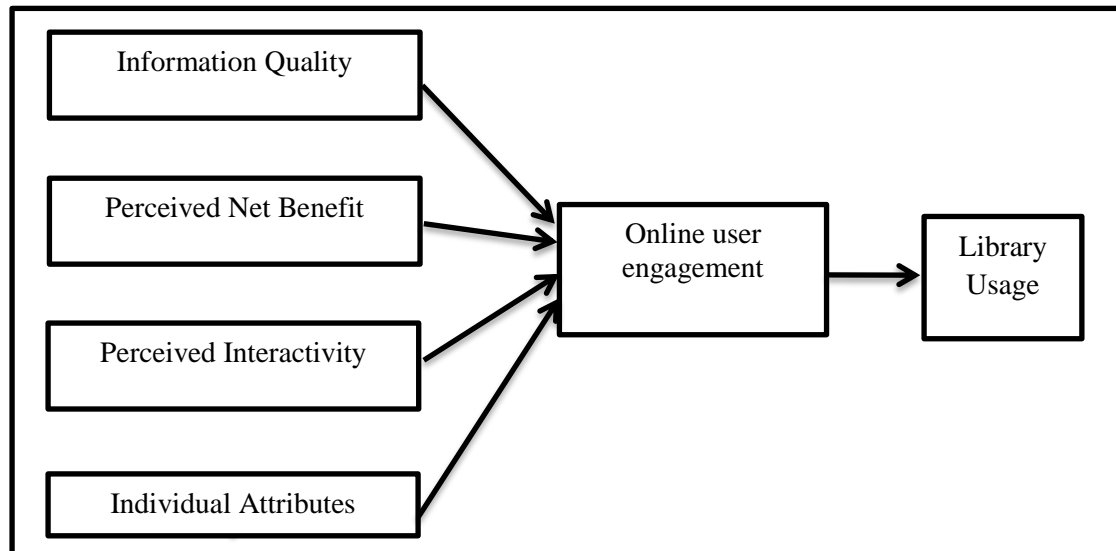 Information Quality
Perceived Net Benefit
Perceived Interactivity
Individual Attributes
Online user
engagement
Library
Usage